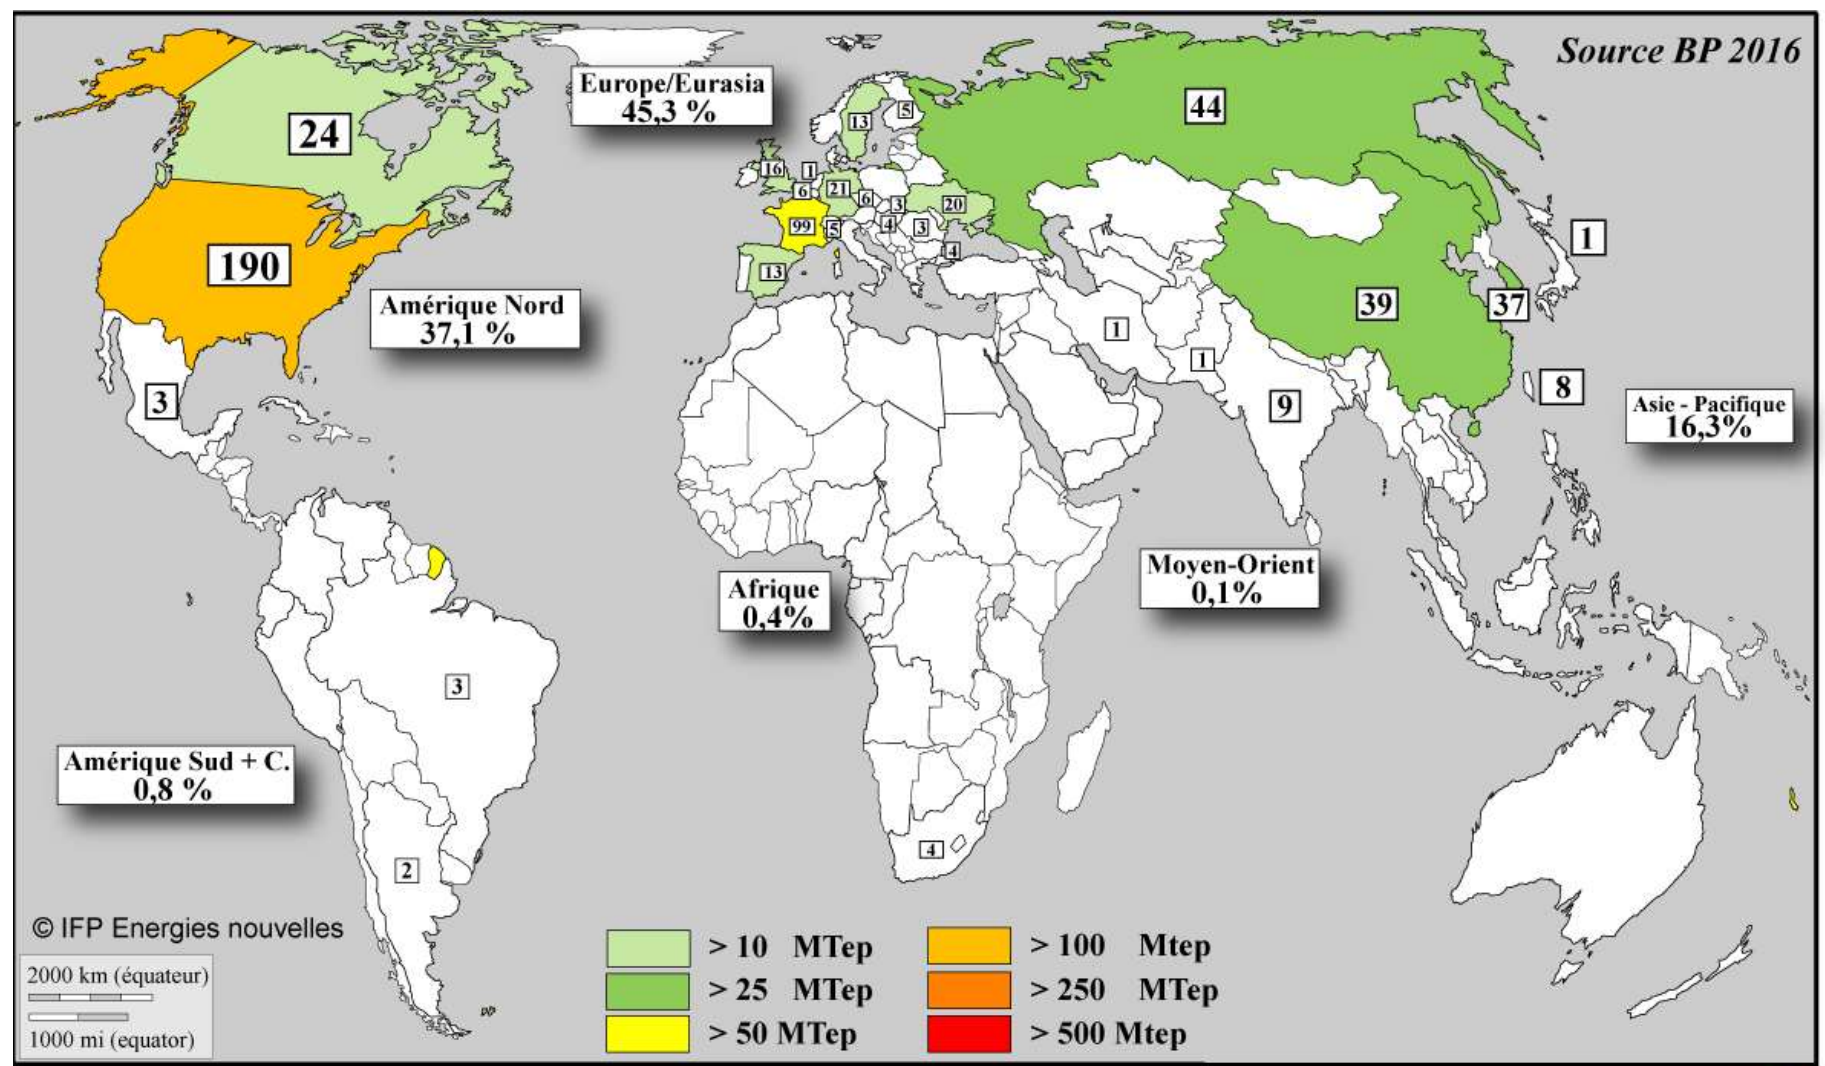 Source BP 2016
Europe/Eurasia
45,3 %
44
24
5
13
16
1
6
21
6
3
20
99
5
4
3
4
13
190
1
39
37
Amérique Nord
37,1 %
1
1
3
9
8
Asie - Pacifique
16,3%
Moyen-Orient
0,1%
Afrique
0,4%
3
Amérique Sud + C.
0,8 %
2
4
© IFP Energies nouvelles
2000 km (équateur)
1000 mi (equator)
> 10 MTep
> 25 MTep
> 50 MTep
> 100 Mtep
> 250 MTep
> 500 Mtep